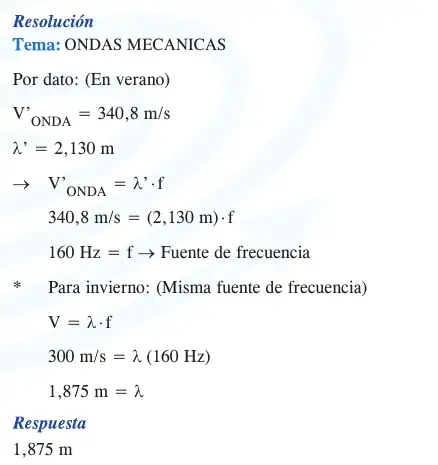 Resolución
Tema: ONDAS MECANICAS
Por dato: (En verano)
V’ONDA = 340,8 m/s
λ’ = 2,130 m
→ V’ONDA = λ’·f
340,8 m/s = (2,130 m)·f
160 Hz = f → Fuente de frecuencia
* Para invierno: (Misma fuente de frecuencia)
V = λ·f
300 m/s = λ (160 Hz)
1,875 m = λ
Respuesta
1,875 m